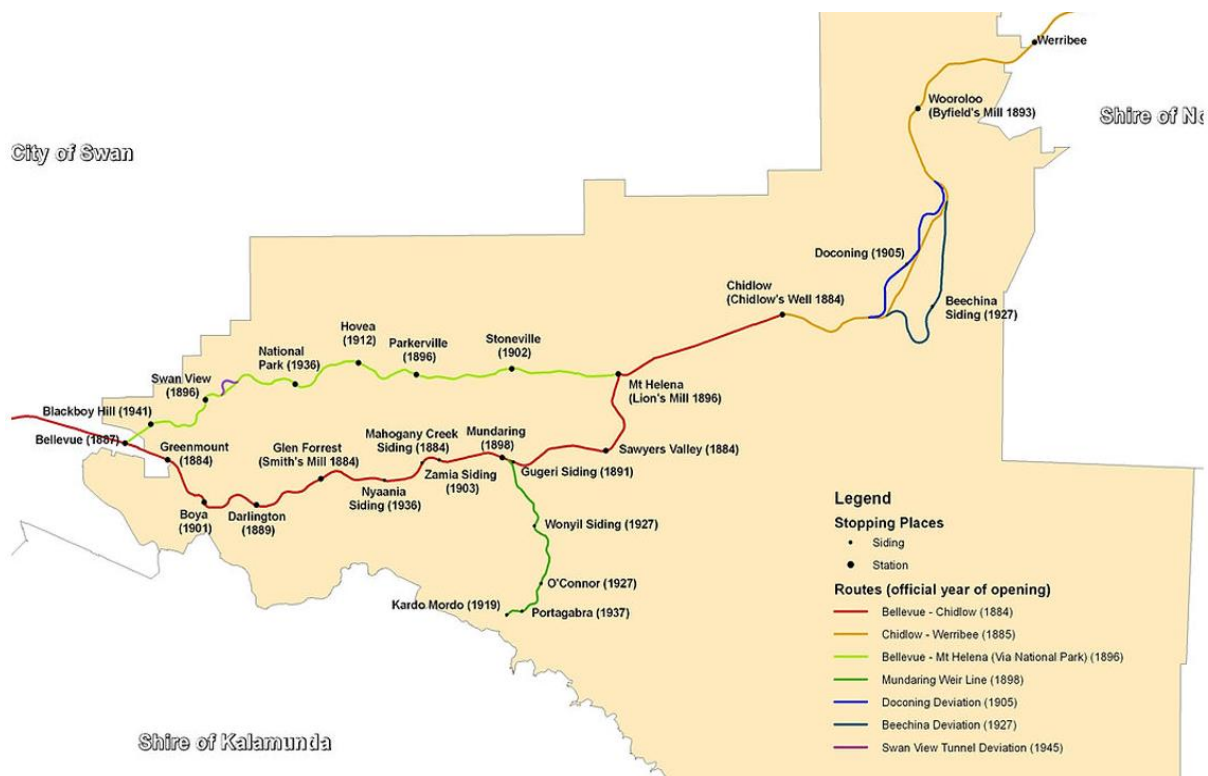 Werribee
Wooroloo
(Byfield's Mill 1893)
Shire of No
City of Swan
Doconing (1905)
Chidlow
(Chidlow's Well 1884)
Beechina
Siding (1927)
Hovea
(1912)
Parkerville
(1896)
Stoneville
(1902)
National
Park (1936)
Swan View
(1896)
Mt Helena
(Lion's Mill 1896)
Blackboy Hill (1941)
Bellevue (1887)
Greenmount
(1884)
Glen Forrest
(Smith's Mill 1884)
Mahogany Creek
Siding (1884)
Mundaring
(1898)
Sawyers Valley (1884)
Gugeri Siding (1891)
Zamia Siding
(1903)
Nyaania
Siding (1936)
Boya
(1901)
Darlington
(1889)
Wonyil Siding (1927)
O'Connor (1927)
Kardo Mordo (1919)
Portagabra (1937)
Shire of Kalamunda
Legend
Stopping Places
Siding
Station
Routes (official year of opening)
Bellevue - Chidlow (1884)
Chidlow - Werribee (1885)
Bellevue - Mt Helena (Via National Park) (1896)
Mundaring Weir Line (1898)
Doconing Deviation (1905)
Beechina Deviation (1927)
Swan View Tunnel Deviation (1945)